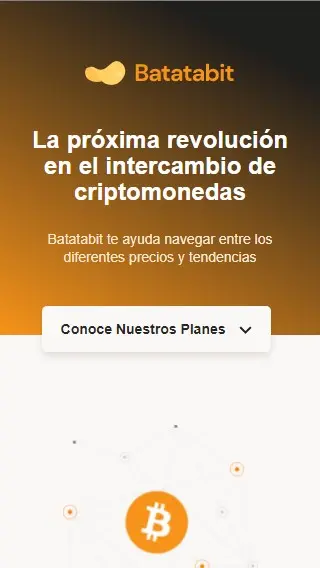 Batatabit
La próxima revolución
en el intercambio de
criptomonedas
Batatabit te ayuda navegar entre los
diferentes precios y tendencias
Conoce Nuestros Planes